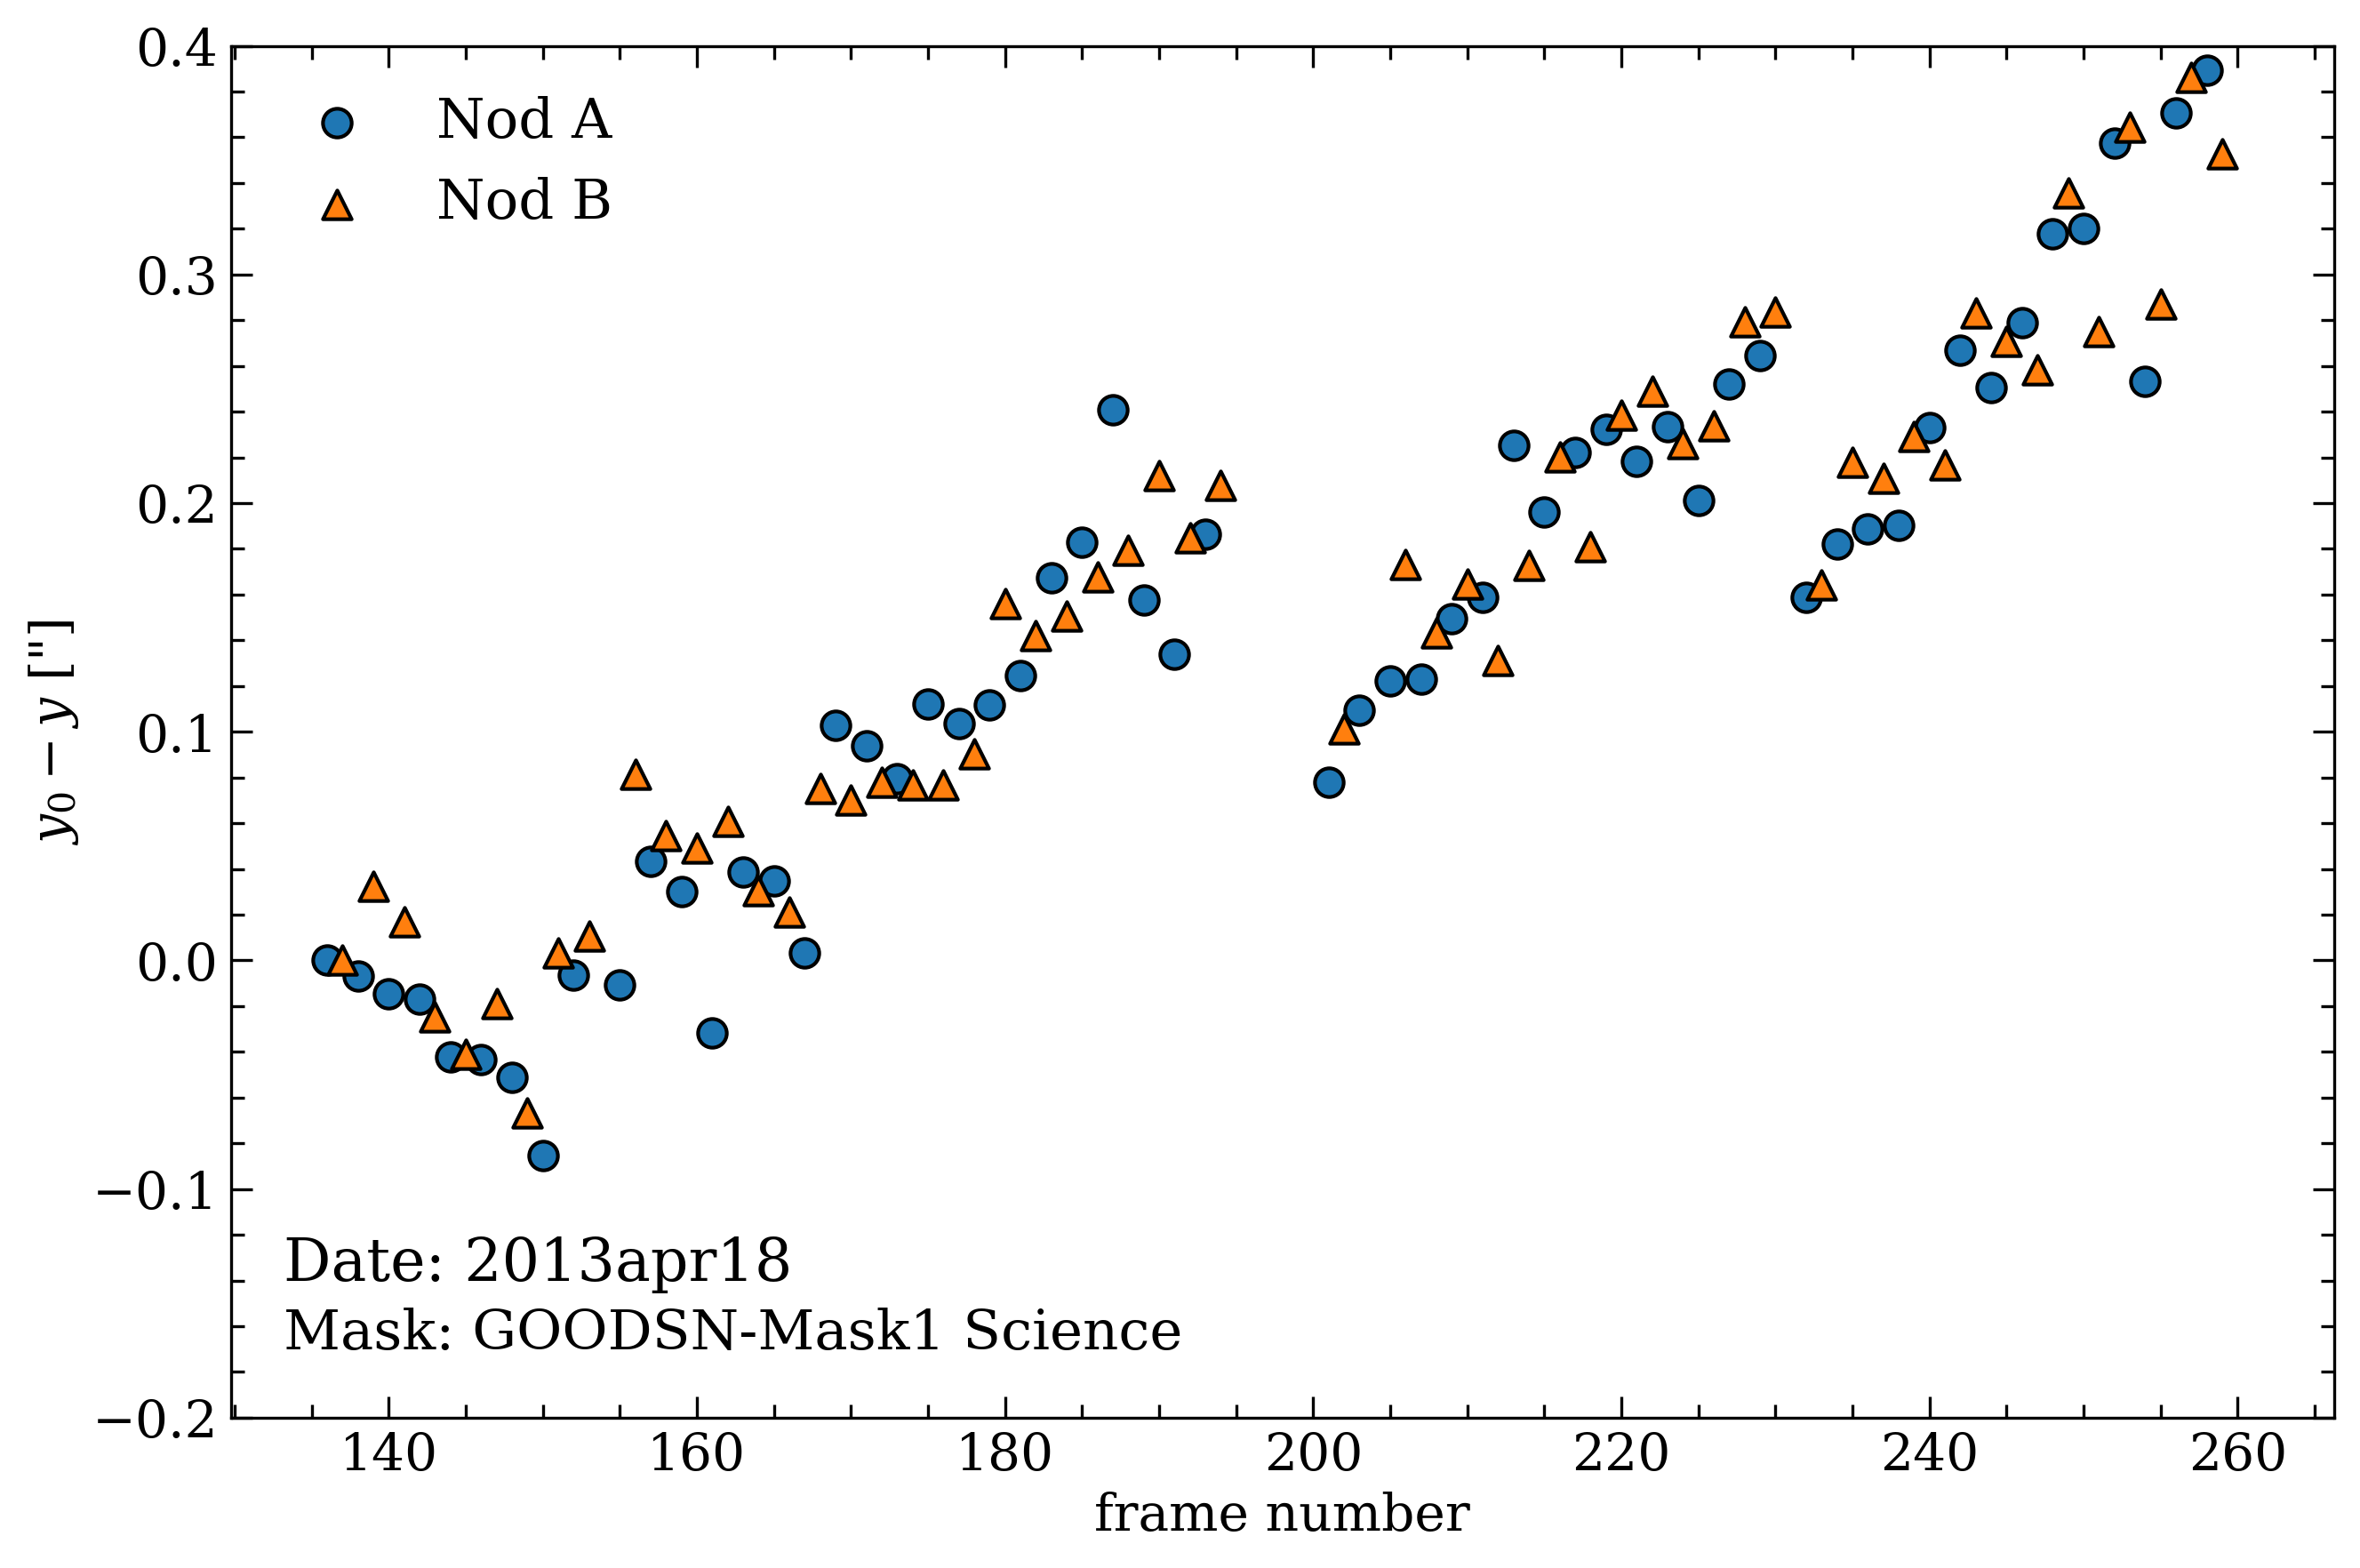 0.4
0.3
0.2
0.1
0.0
−0.1
−0.2
y₀ − y ["]
Nod A
Nod B
Date: 2013apr18
Mask: GOODSN-Mask1 Science
140 160 180 200 220 240 260
frame number